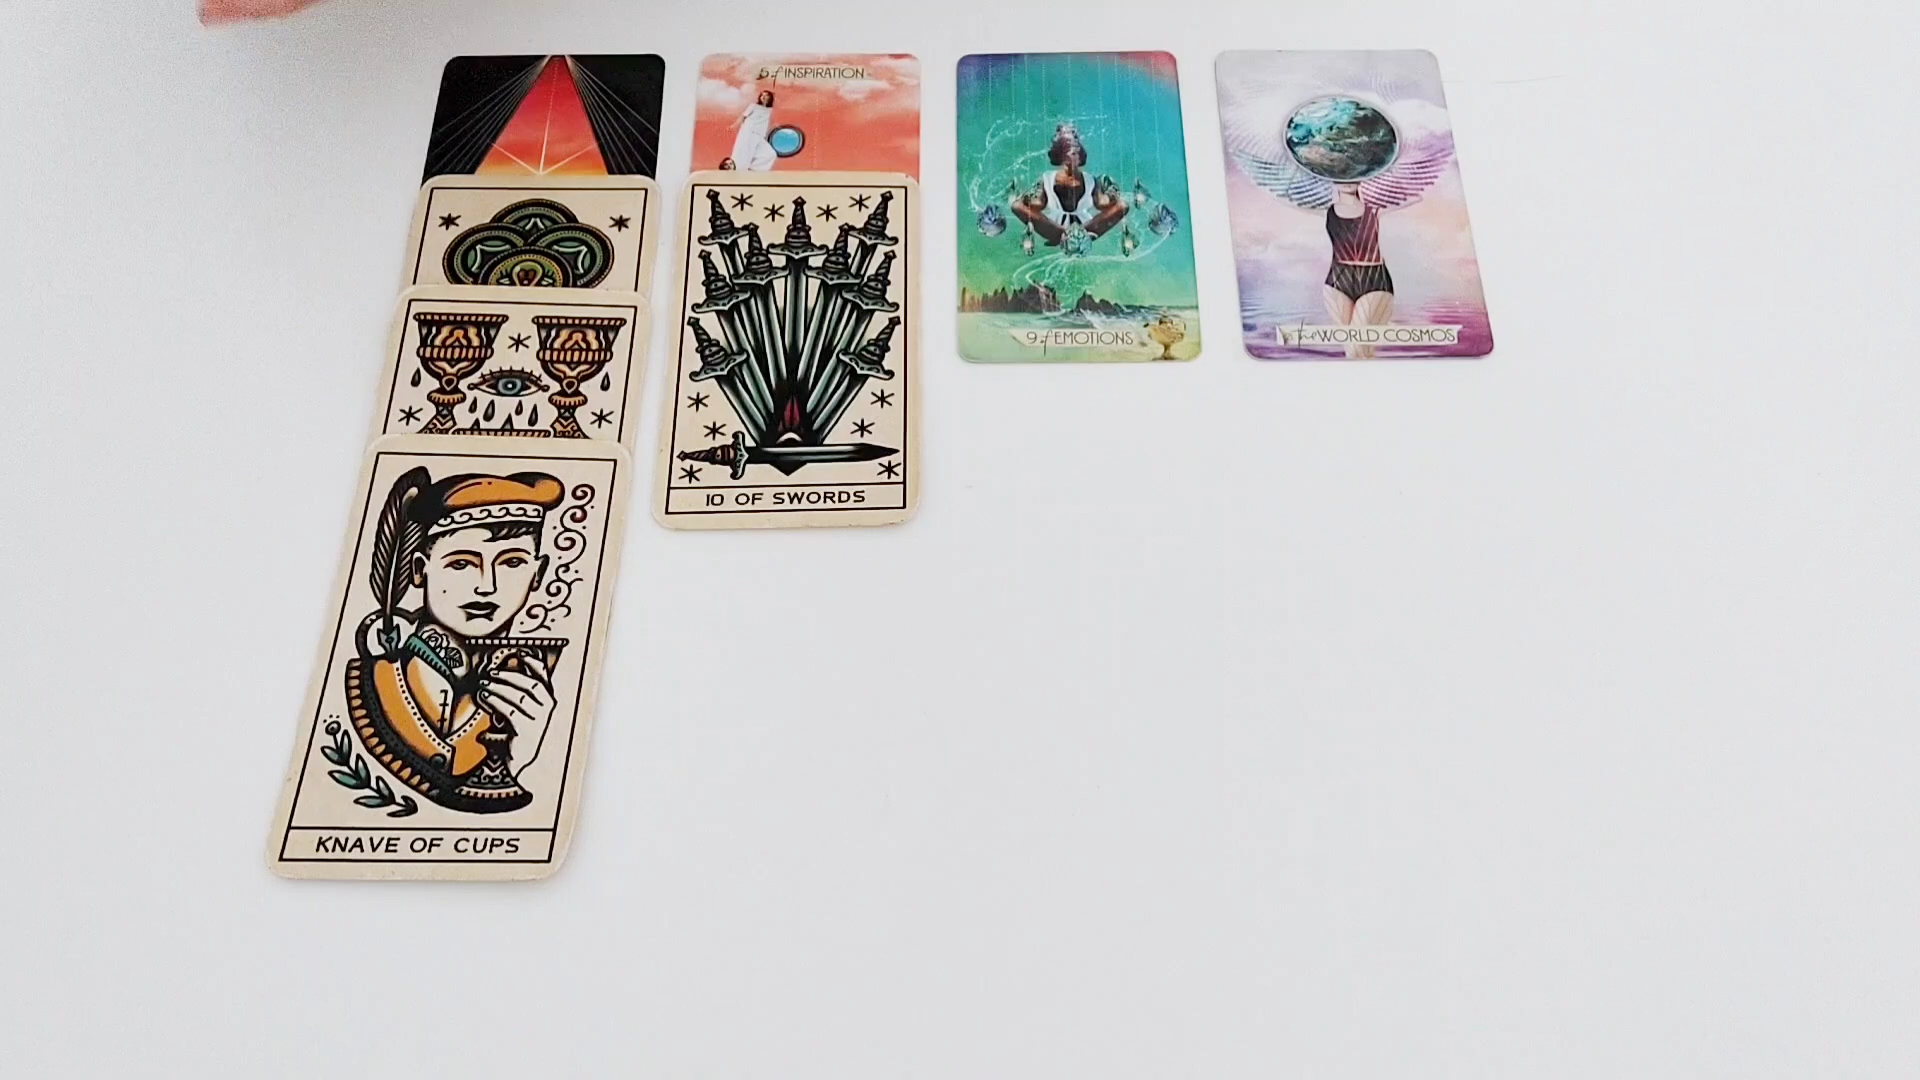 5 of INSPIRATION
10 OF SWORDS
KNAVE OF CUPS
9 of EMOTIONS
the WORLD COSMOS